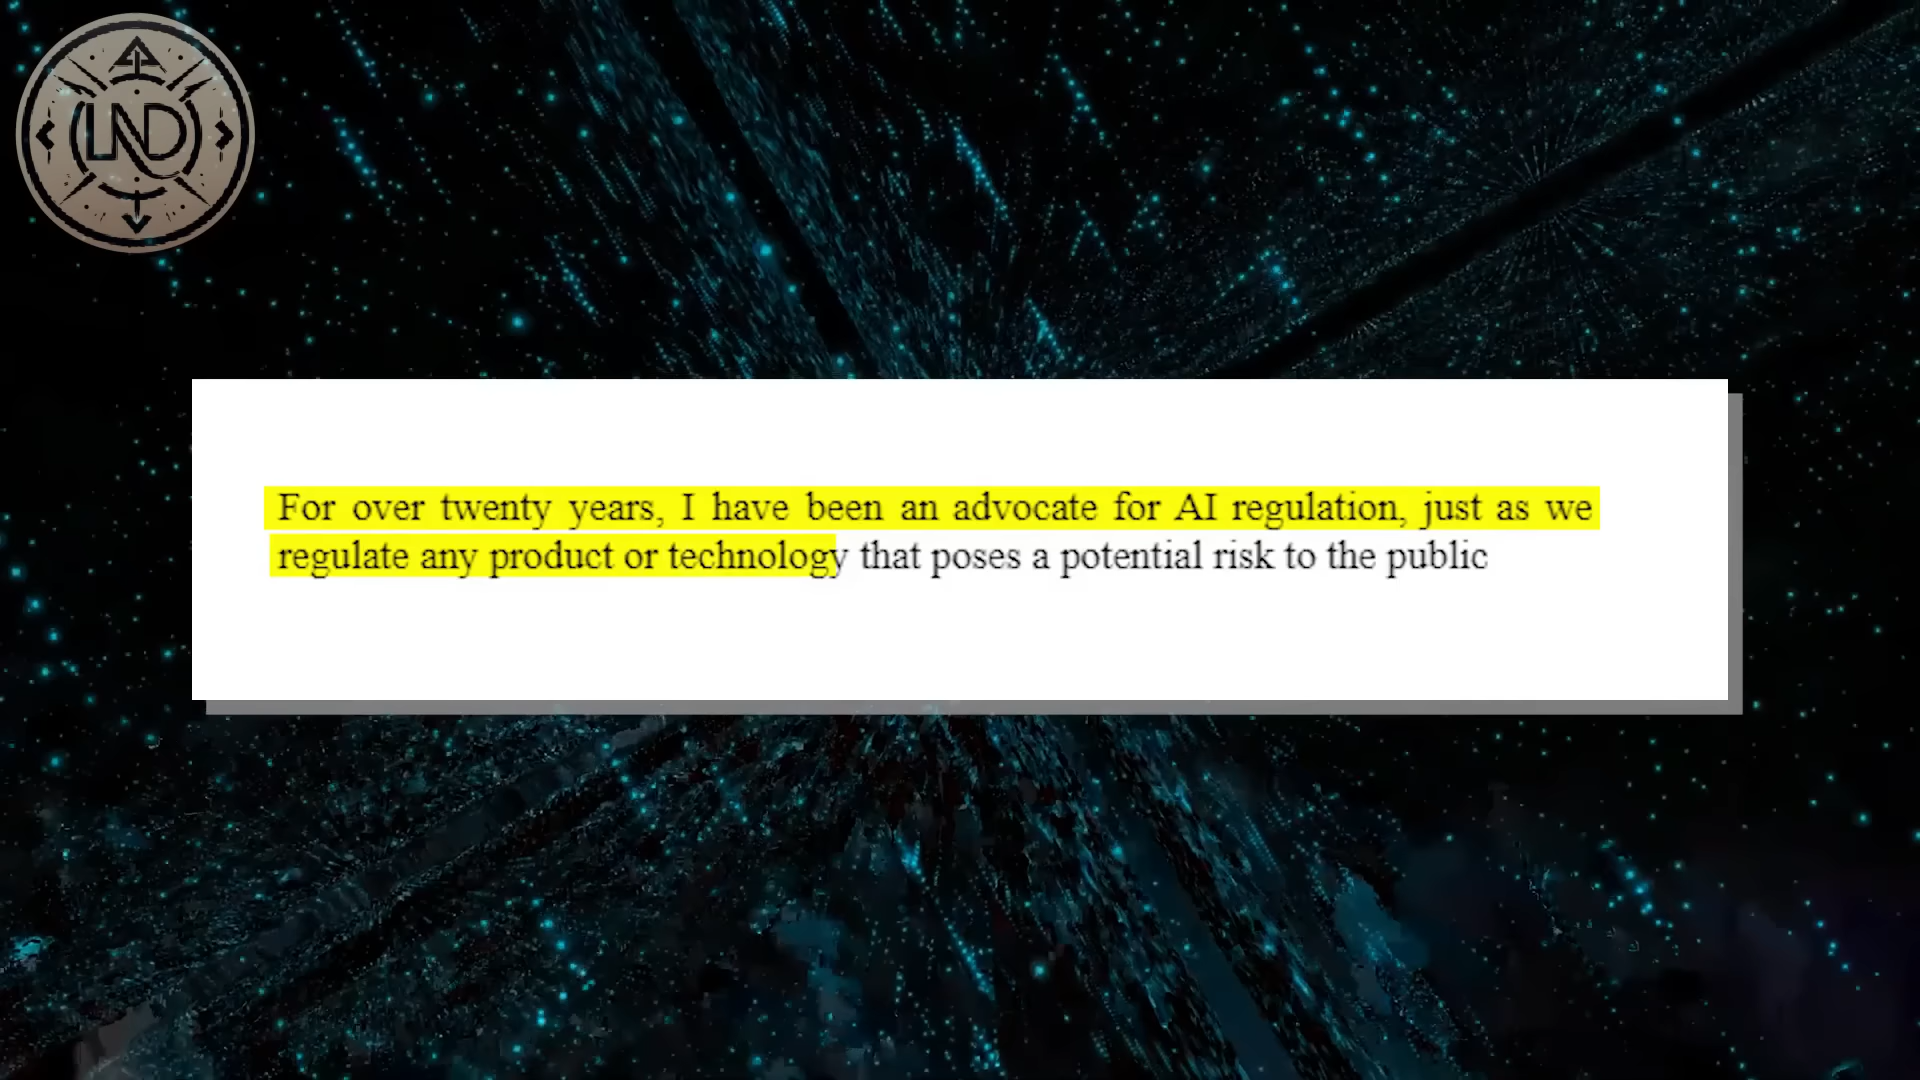 LND
For over twenty years, I have been an advocate for AI regulation, just as we
regulate any product or technology that poses a potential risk to the public